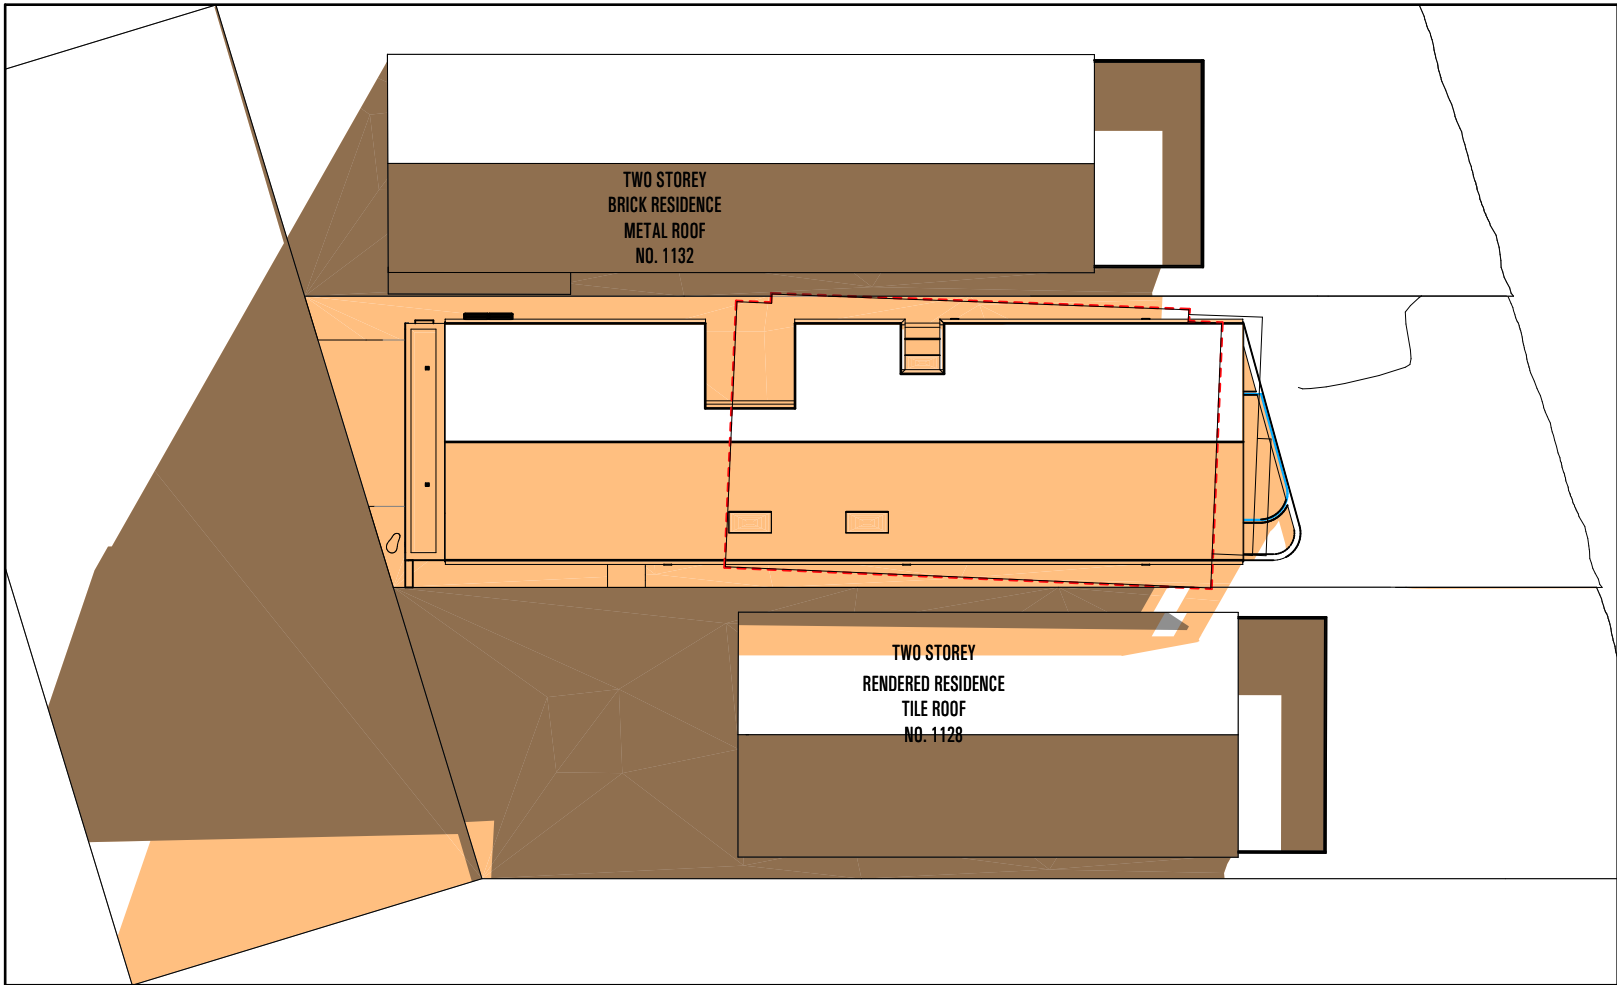 TWO STOREY
BRICK RESIDENCE
METAL ROOF
NO. 1132
TWO STOREY
RENDERED RESIDENCE
TILE ROOF
NO. 1128